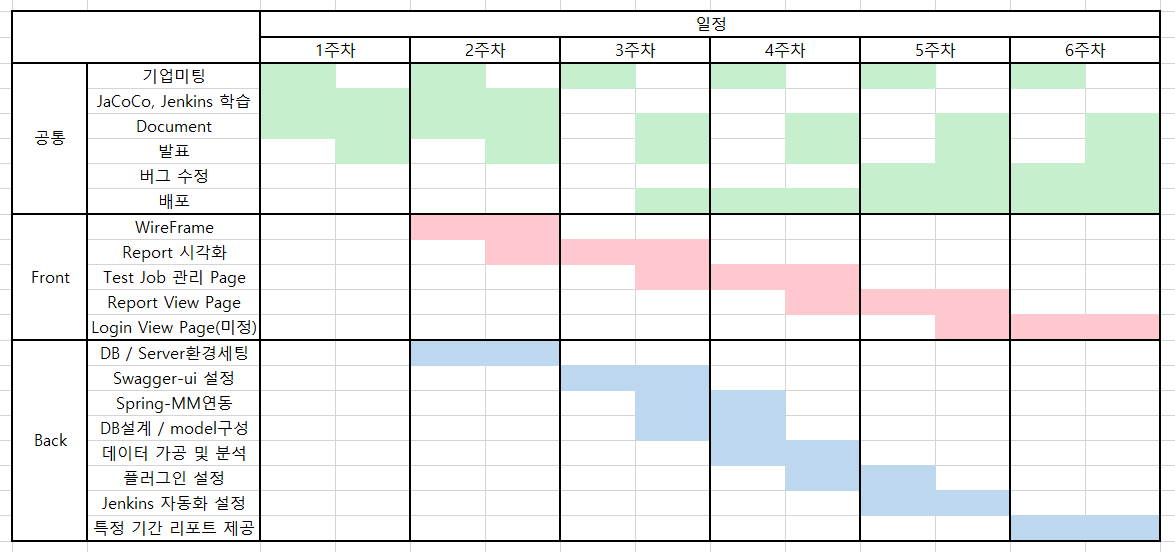 일정
1주차 2주차 3주차 4주차 5주차 6주차
공통
기업미팅
JaCoCo, Jenkins 학습
Document
발표
버그 수정
배포
Front
WireFrame
Report 시각화
Test Job 관리 Page
Report View Page
Login View Page(미정)
Back
DB / Server환경세팅
Swagger-ui 설정
Spring-MM연동
DB설계 / model구성
데이터 가공 및 분석
플러그인 설정
Jenkins 자동화 설정
특정 기간 리포트 제공